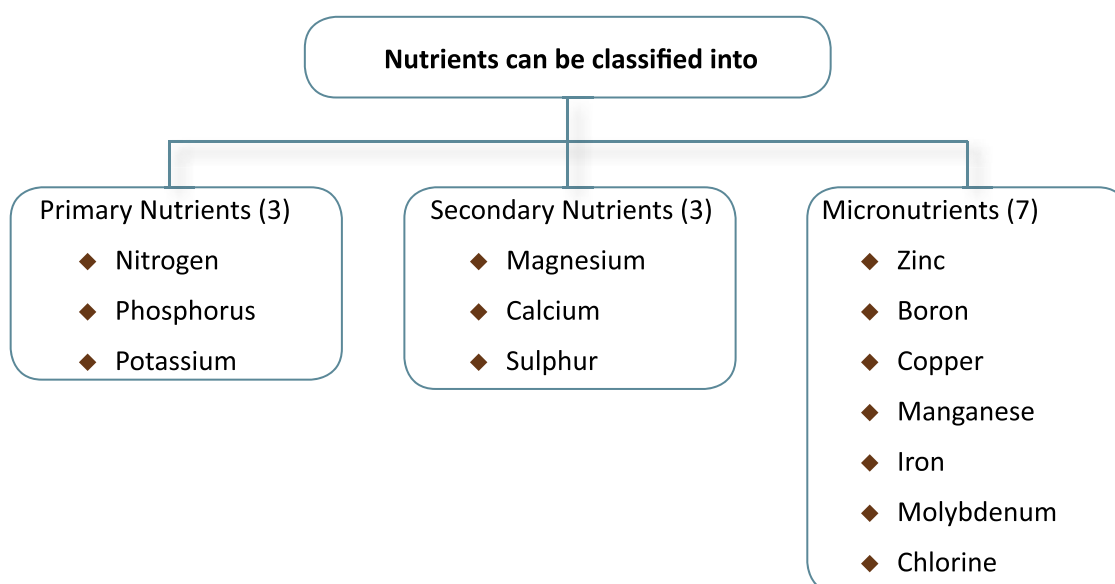 Nutrients can be classified into
Primary Nutrients (3)
◆ Nitrogen
◆ Phosphorus
◆ Potassium
Secondary Nutrients (3)
◆ Magnesium
◆ Calcium
◆ Sulphur
Micronutrients (7)
◆ Zinc
◆ Boron
◆ Copper
◆ Manganese
◆ Iron
◆ Molybdenum
◆ Chlorine